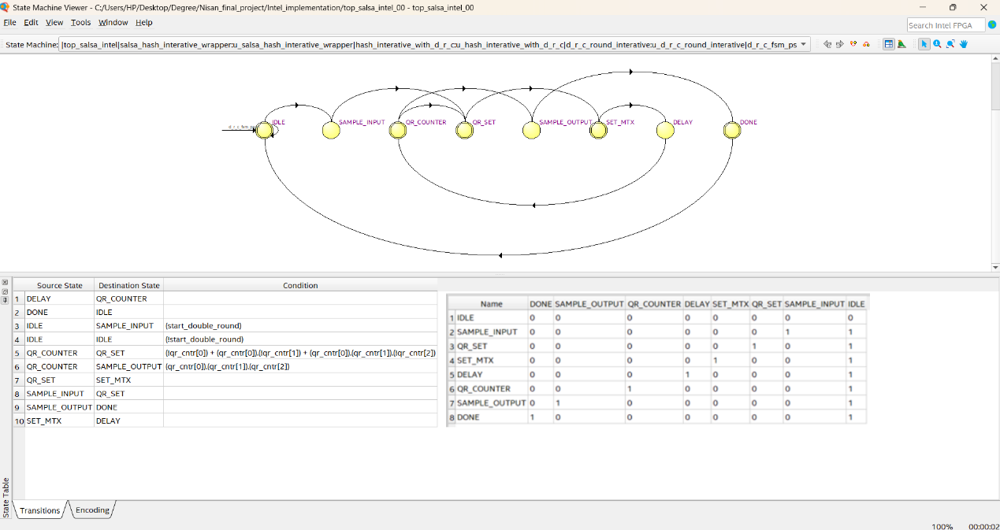 State Machine Viewer - C:/Users/HP/Desktop/Degree/Nisan_final_project/Intel_implementation/top_salsa_intel_00 - top_salsa_intel_00
File Edit View Tools Window Help
Search Intel FPGA
State Machine: |top_salsa_intel|salsa_hash_interative_wrapper:u_salsa_hash_interative_wrapper|hash_interative_with_d_r_c:u_hash_interative_with_d_r_c|d_r_c_round_interative:u_d_r_c_round_interative|d_r_c_fsm_ps
d_r_c_fsm_ps IDLE SAMPLE_INPUT QR_COUNTER QR_SET SAMPLE_OUTPUT SET_MTX DELAY DONE
Source State Destination State Condition
1 DELAY QR_COUNTER
2 DONE IDLE
3 IDLE SAMPLE_INPUT (start_double_round)
4 IDLE IDLE (!start_double_round)
5 QR_COUNTER QR_SET (!qr_cntr[0]) + (qr_cntr[0]).(!qr_cntr[1]) + (qr_cntr[0]).(qr_cntr[1]).(!qr_cntr[2])
6 QR_COUNTER SAMPLE_OUTPUT (qr_cntr[0]).(qr_cntr[1]).(qr_cntr[2])
7 QR_SET SET_MTX
8 SAMPLE_INPUT QR_SET
9 SAMPLE_OUTPUT DONE
10 SET_MTX DELAY
Name DONE SAMPLE_OUTPUT QR_COUNTER DELAY SET_MTX QR_SET SAMPLE_INPUT IDLE
1 IDLE 0 0 0 0 0 0 0 0
2 SAMPLE_INPUT 0 0 0 0 0 0 1 1
3 QR_SET 0 0 0 0 0 1 0 1
4 SET_MTX 0 0 0 0 1 0 0 1
5 DELAY 0 0 0 1 0 0 0 1
6 QR_COUNTER 0 0 1 0 0 0 0 1
7 SAMPLE_OUTPUT 0 1 0 0 0 0 0 1
8 DONE 1 0 0 0 0 0 0 1
State Table
Transitions Encoding
100% 00:00:02